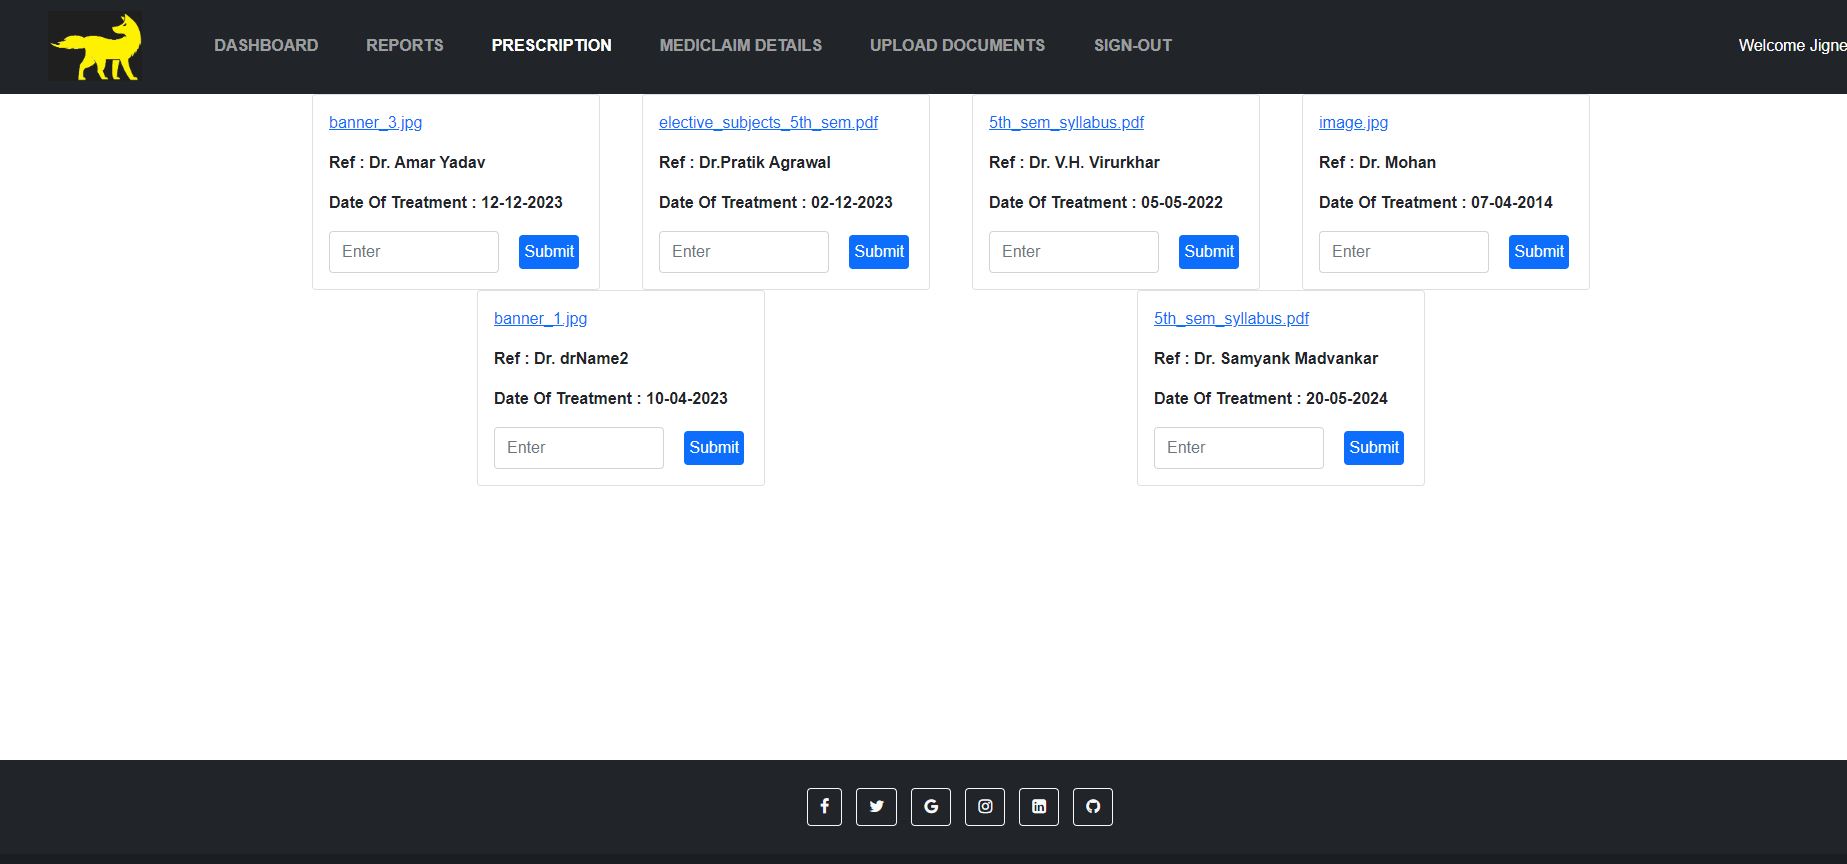 DASHBOARD REPORTS PRESCRIPTION MEDICLAIM DETAILS UPLOAD DOCUMENTS SIGN-OUT Welcome Jigne
banner_3.jpg
Ref : Dr. Amar Yadav
Date Of Treatment : 12-12-2023
Enter Submit
elective_subjects_5th_sem.pdf
Ref : Dr.Pratik Agrawal
Date Of Treatment : 02-12-2023
Enter Submit
5th_sem_syllabus.pdf
Ref : Dr. V.H. Virurkhar
Date Of Treatment : 05-05-2022
Enter Submit
image.jpg
Ref : Dr. Mohan
Date Of Treatment : 07-04-2014
Enter Submit
banner_1.jpg
Ref : Dr. drName2
Date Of Treatment : 10-04-2023
Enter Submit
5th_sem_syllabus.pdf
Ref : Dr. Samyank Madvankar
Date Of Treatment : 20-05-2024
Enter Submit